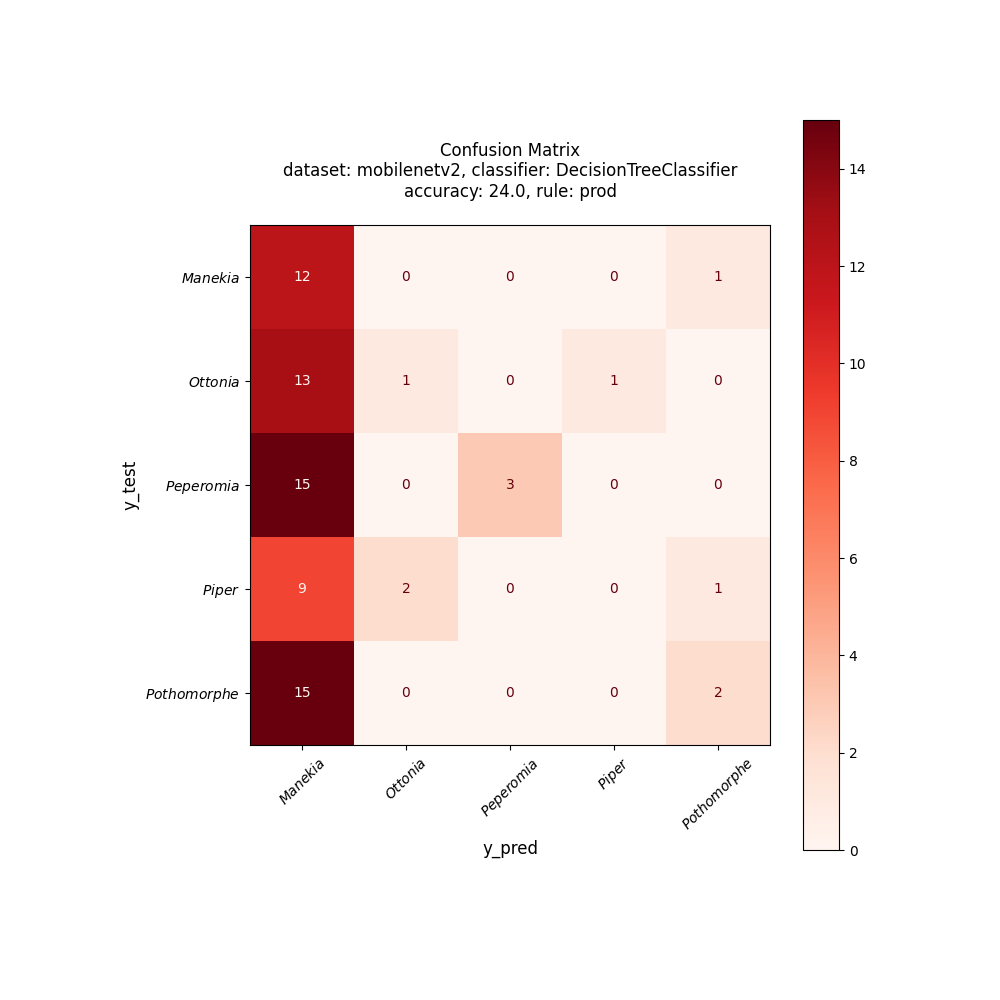 Confusion Matrix
dataset: mobilenetv2, classifier: DecisionTreeClassifier
accuracy: 24.0, rule: prod
y_test
Manekia 12 0 0 0 1
Ottonia 13 1 0 1 0
Peperomia 15 0 3 0 0
Piper 9 2 0 0 1
Pothomorphe 15 0 0 0 2
Manekia Ottonia Peperomia Piper Pothomorphe
y_pred
14
12
10
8
6
4
2
0